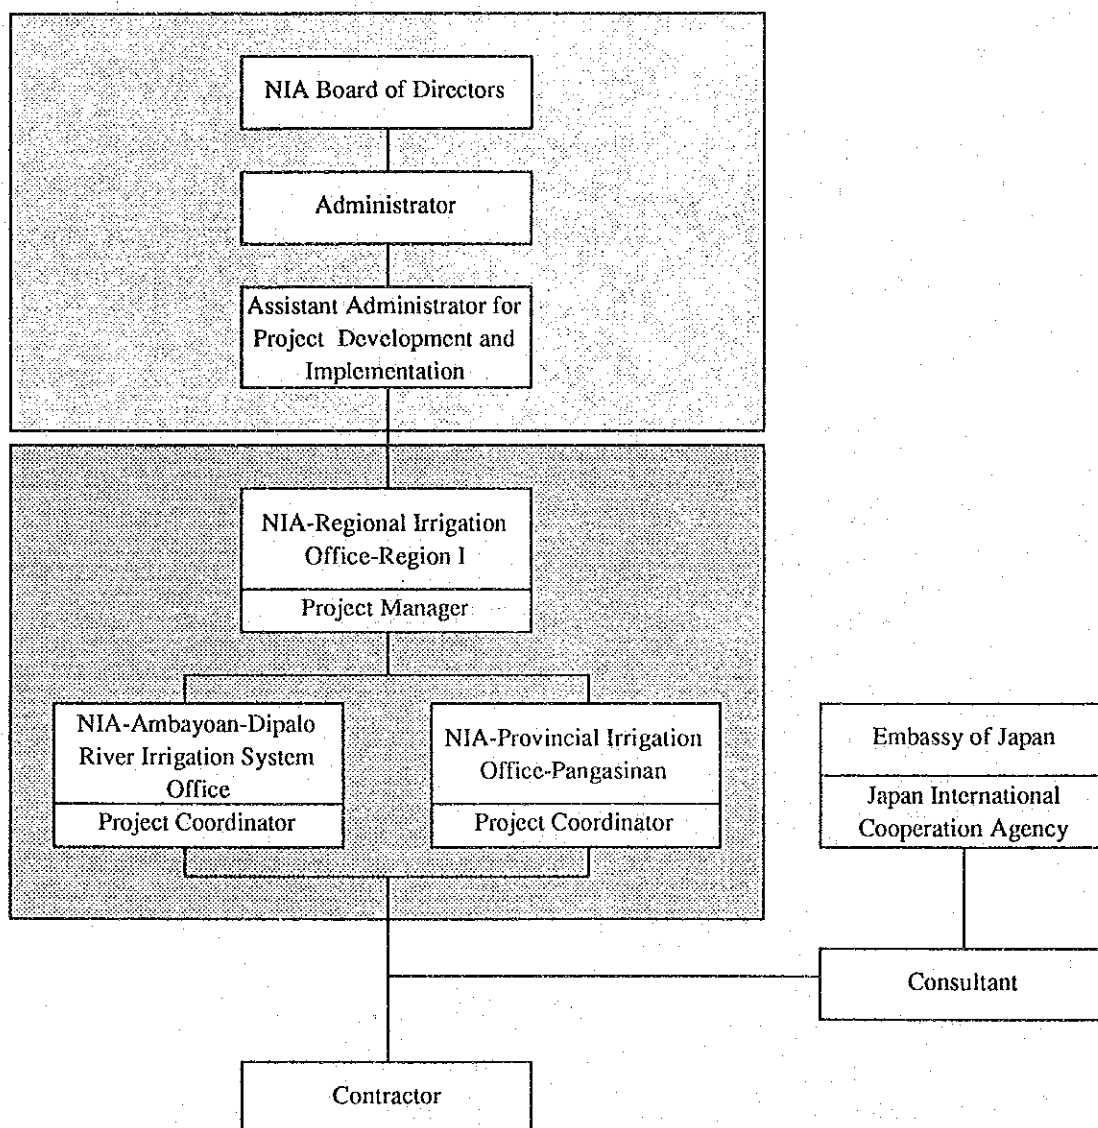 NIA Board of Directors
Administrator
Assistant Administrator for
Project Development and
Implementation
NIA-Regional Irrigation
Office-Region I
Project Manager
NIA-Ambayoan-Dipalo
River Irrigation System
Office
Project Coordinator
NIA-Provincial Irrigation
Office-Pangasinan
Project Coordinator
Embassy of Japan
Japan International
Cooperation Agency
Consultant
Contractor